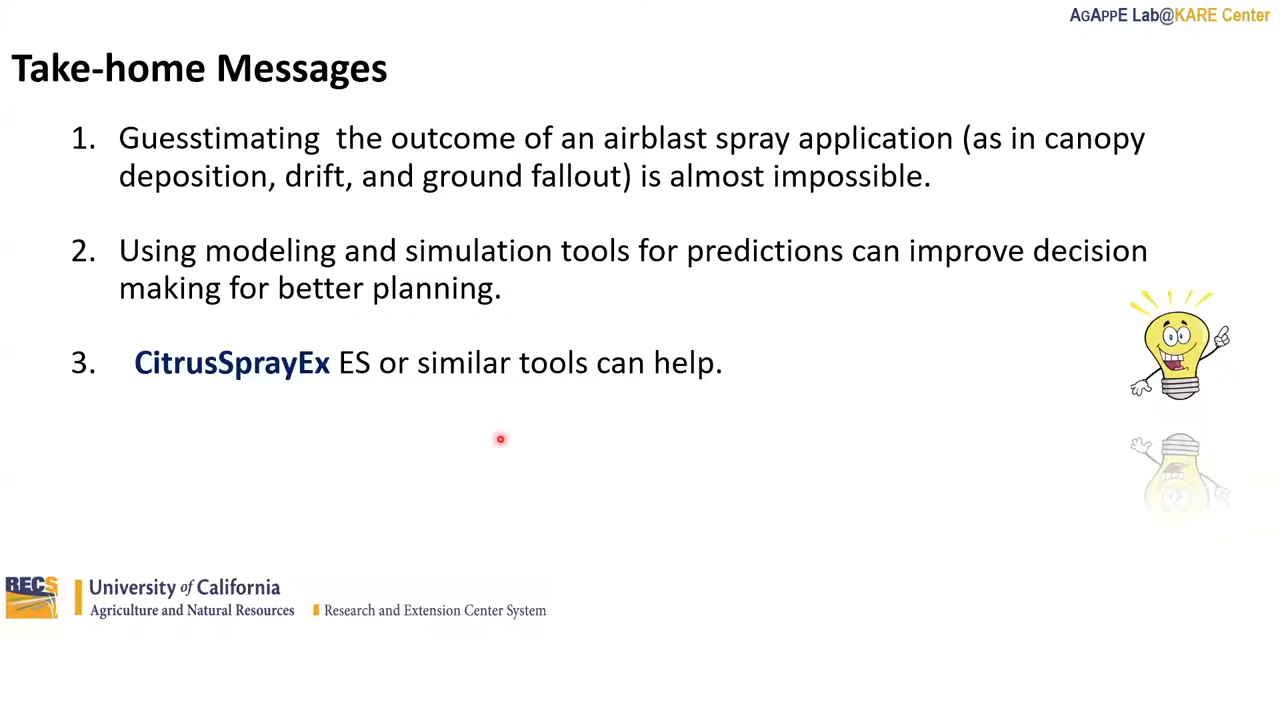 AgAppE Lab@KARE Center
Take-home Messages
1. Guesstimating the outcome of an airblast spray application (as in canopy
deposition, drift, and ground fallout) is almost impossible.
2. Using modeling and simulation tools for predictions can improve decision
making for better planning.
3. CitrusSprayEx ES or similar tools can help.
RECS
University of California
Agriculture and Natural Resources
Research and Extension Center System